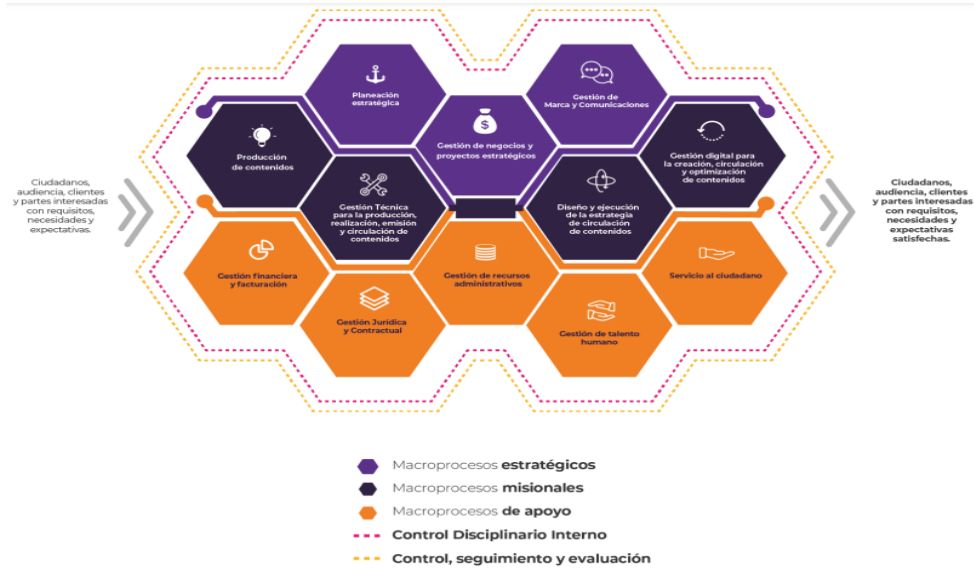 Planeación
estratégica
Gestión de
Marca y Comunicaciones
Gestión de negocios y
proyectos estratégicos
$
Producción
de contenidos
Gestión Técnica
para la producción,
realización, emisión
y circulación de
contenidos
Diseño y ejecución
de la estrategia
de circulación
de contenidos
Gestión digital para
la creación, circulación
y optimización
de contenidos
Ciudadanos,
audiencia, clientes
y partes interesadas
con requisitos,
necesidades y
expectativas.
Ciudadanos,
audiencia, clientes
y partes interesadas
con requisitos,
necesidades y
expectativas
satisfechas.
Gestión financiera
y facturación
Gestión Jurídica
y Contractual
Gestión de recursos
administrativos
Gestión de talento
humano
Servicio al ciudadano
Macroprocesos estratégicos
Macroprocesos misionales
Macroprocesos de apoyo
Control Disciplinario Interno
Control, seguimiento y evaluación